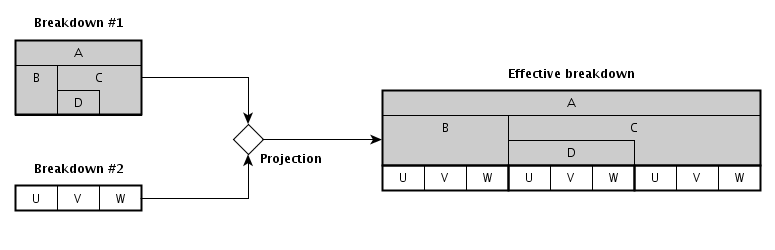 Breakdown #1
A
B C
D
Breakdown #2
U V W
Projection
Effective breakdown
A
B C
D
U V W U V W U V W